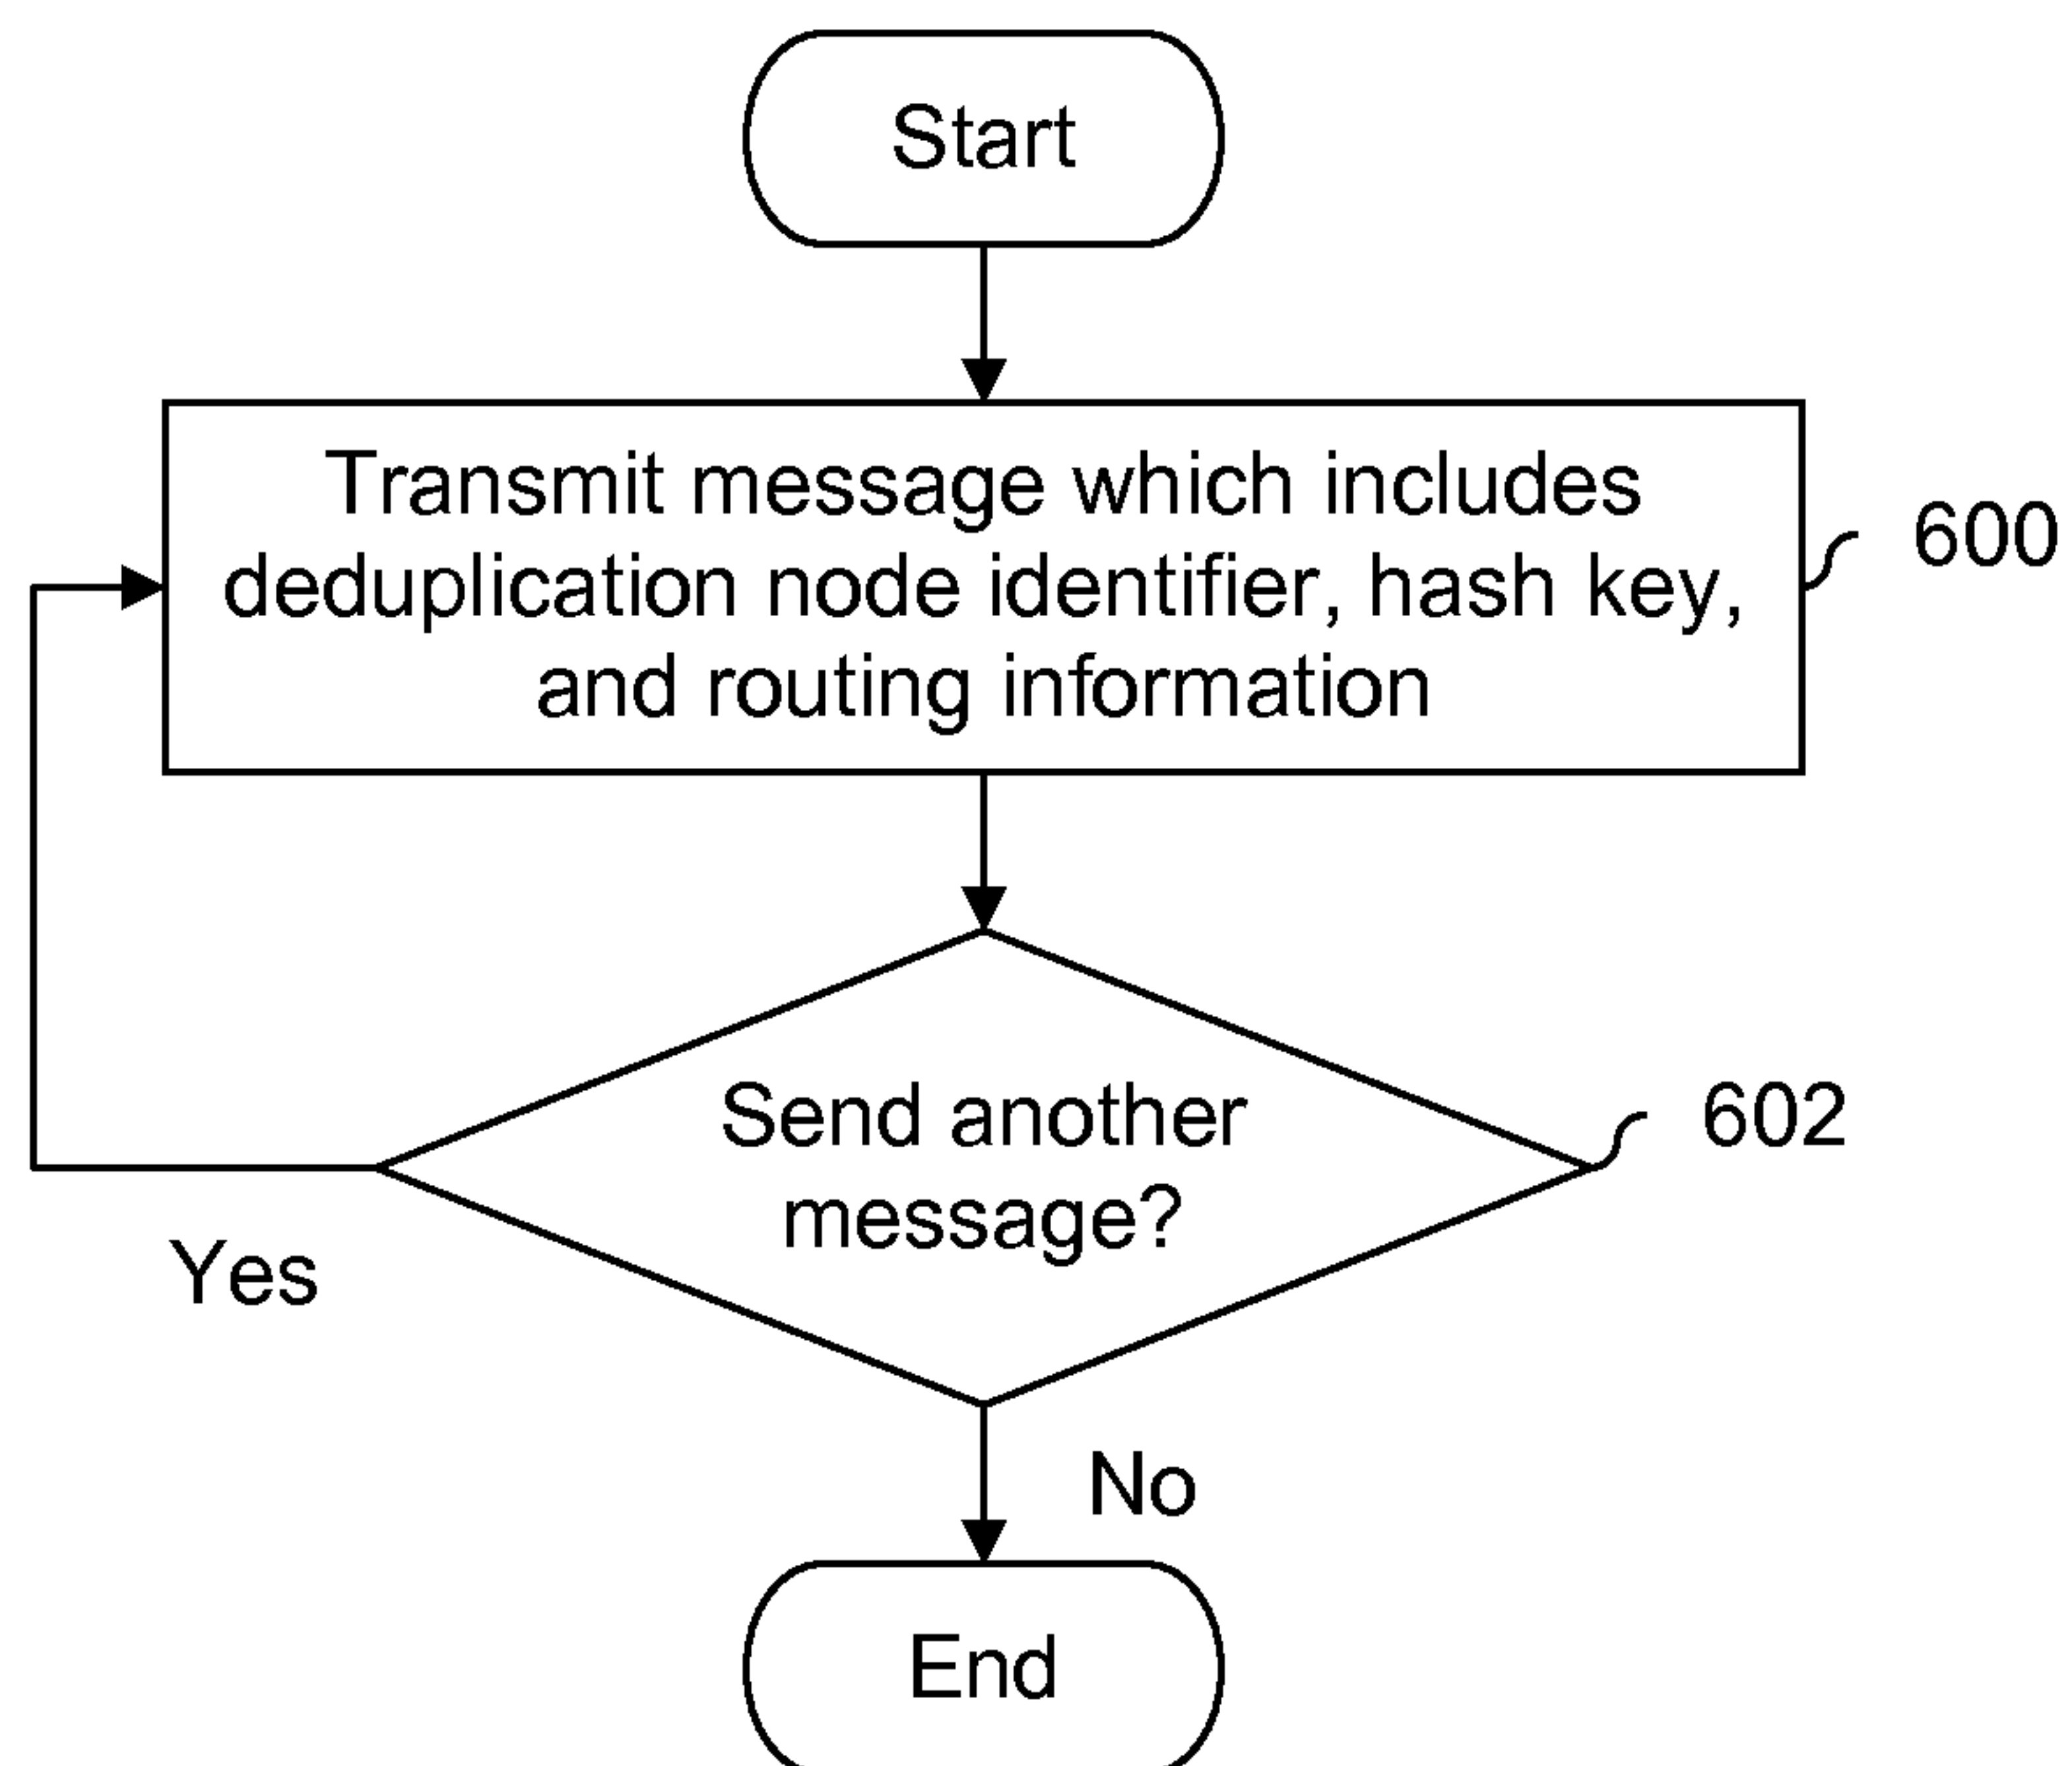 Start
Transmit message which includes
deduplication node identifier, hash key,
and routing information
600
Send another
message?
602
Yes
No
End